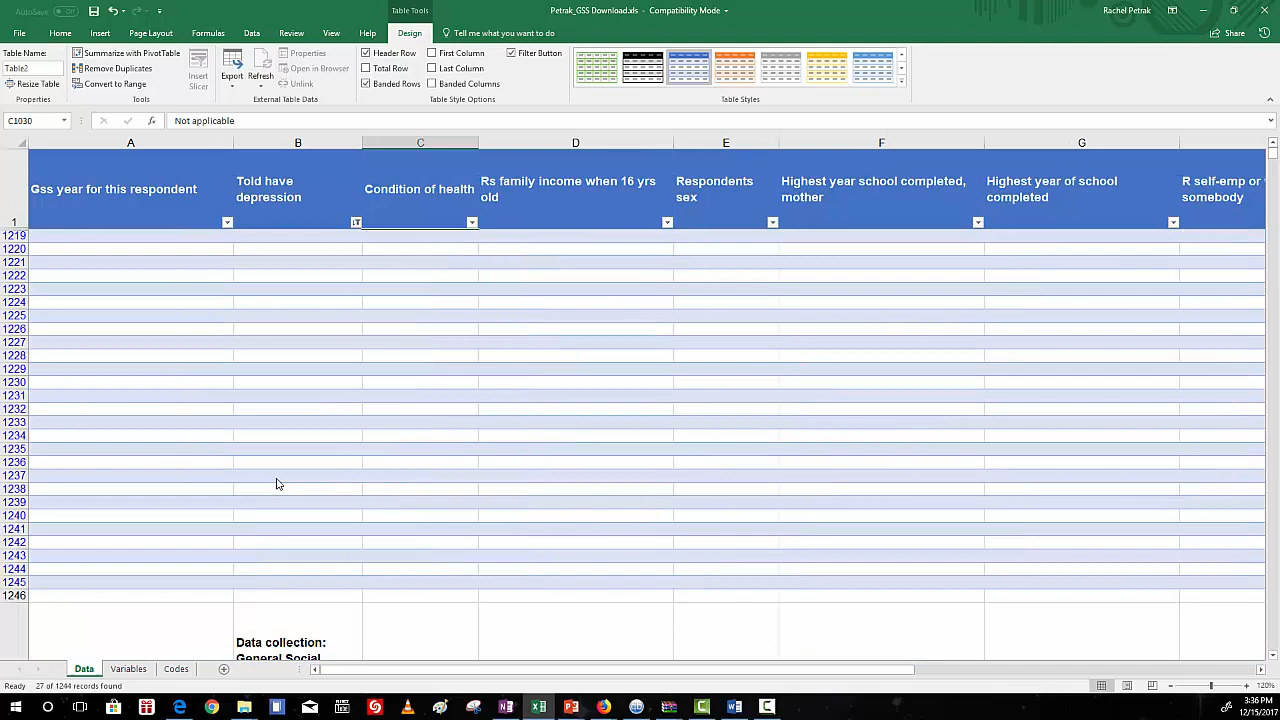 AutoSave Off
Table Tools
Petrak_GSS Download.xls - Compatibility Mode
Rachel Petrak
File Home Insert Page Layout Formulas Data Review View Help Design Tell me what you want to do Share
Table Name: Summarize with PivotTable Properties Header Row First Column Filter Button
Table2 Insert Slicer Export Refresh Open in Browser Total Row Last Column
Unlink Banded Rows Banded Columns
Properties Tools External Table Data Table Style Options Table Styles
C1030 fx Not applicable
A B C D E F G
Gss year for this respondent
Told have
depression
Condition of health
Rs family income when 16 yrs
old
Respondents
sex
Highest year school completed,
mother
Highest year of school
completed
R self-emp or
somebody
1
1219
1220
1221
1222
1223
1224
1225
1226
1227
1228
1229
1230
1231
1232
1233
1234
1235
1236
1237
1238
1239
1240
1241
1242
1243
1244
1245
1246
Data collection:
General Social
Data Variables Codes
Ready 27 of 1244 records found 120%
3:36 PM
12/15/2017